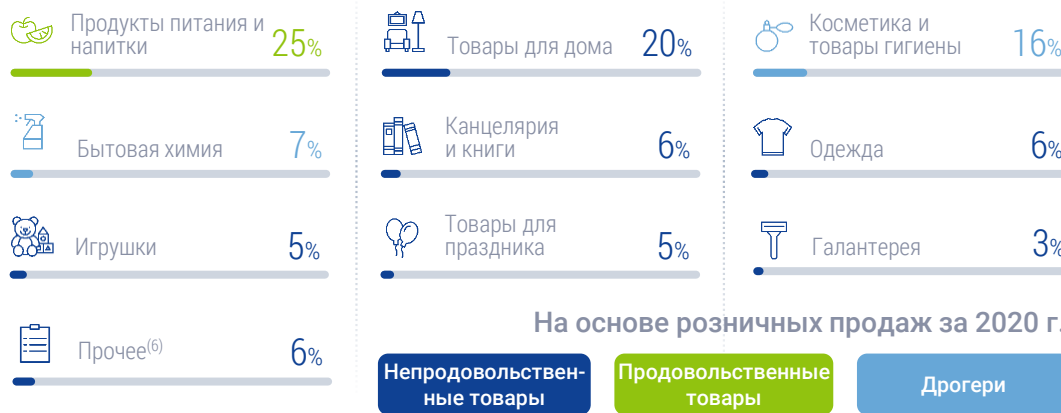 Продукты питания и
напитки
25%
Товары для дома 20%
Косметика и
товары гигиены 16%
Бытовая химия 7%
Канцелярия
и книги 6%
Одежда 6%
Игрушки 5%
Товары для
праздника 5%
Галантерея 3%
Прочее(6) 6%
На основе розничных продаж за 2020 г.
Непродовольствен-
ные товары
Продовольственные
товары
Дрогери